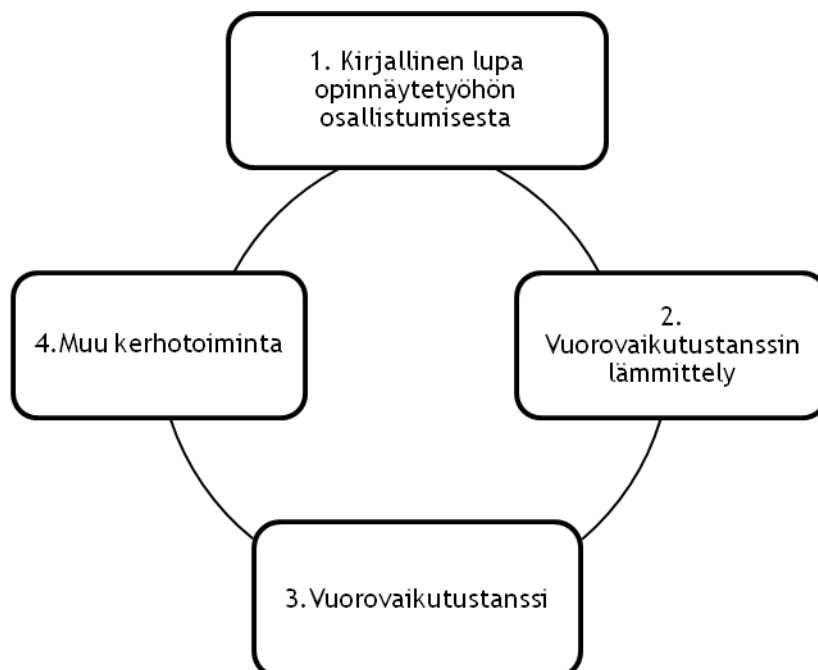 1. Kirjallinen lupa
opinnäytetyöhön
osallistumisesta
2.
Vuorovaikutustanssin
lämmittely
3.Vuorovaikutustanssi
4.Muu kerhotoiminta